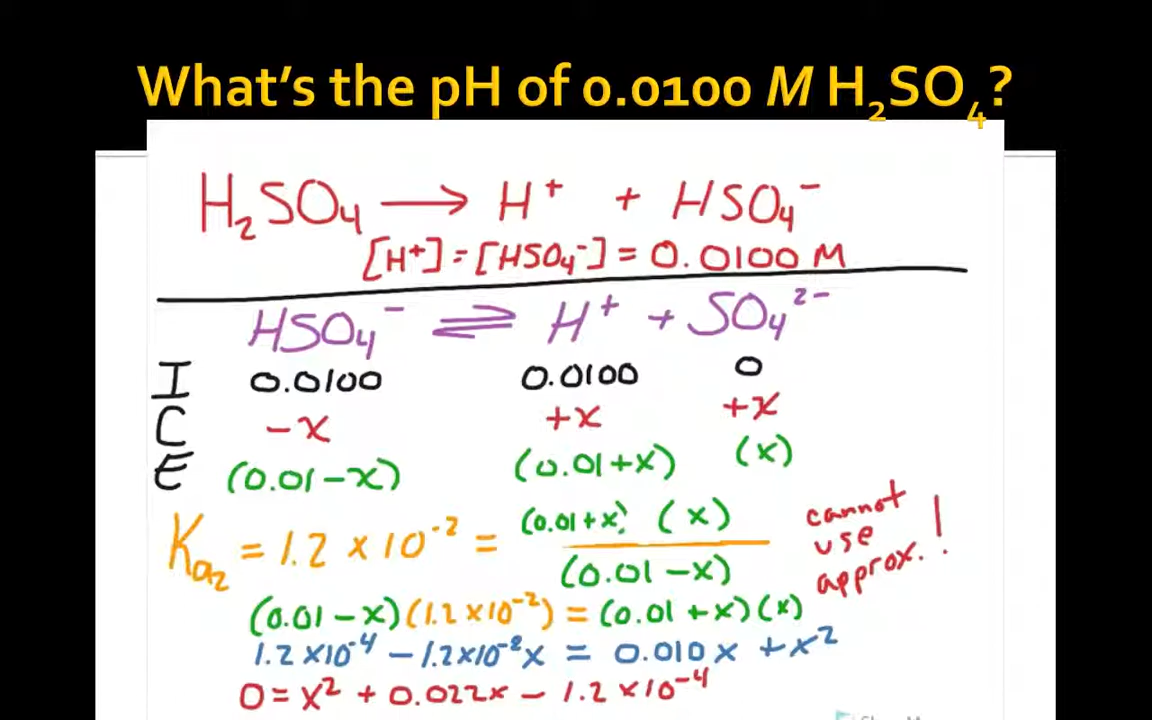 What's the pH of 0.0100 M H₂SO₄?
H₂SO₄ → H⁺ + HSO₄⁻
[H⁺] = [HSO₄⁻] = 0.0100 M
HSO₄⁻ ⇌ H⁺ + SO₄²⁻
I 0.0100 0.0100 0
C -x +x +x
E (0.01-x) (0.01+x) (x)
Kₐ₂ = 1.2 × 10⁻² = (0.01+x) (x) / (0.01-x)
cannot use approx. !
(0.01-x)(1.2×10⁻²) = (0.01+x)(x)
1.2×10⁻⁴ - 1.2×10⁻²x = 0.010x + x²
0 = x² + 0.022x - 1.2×10⁻⁴